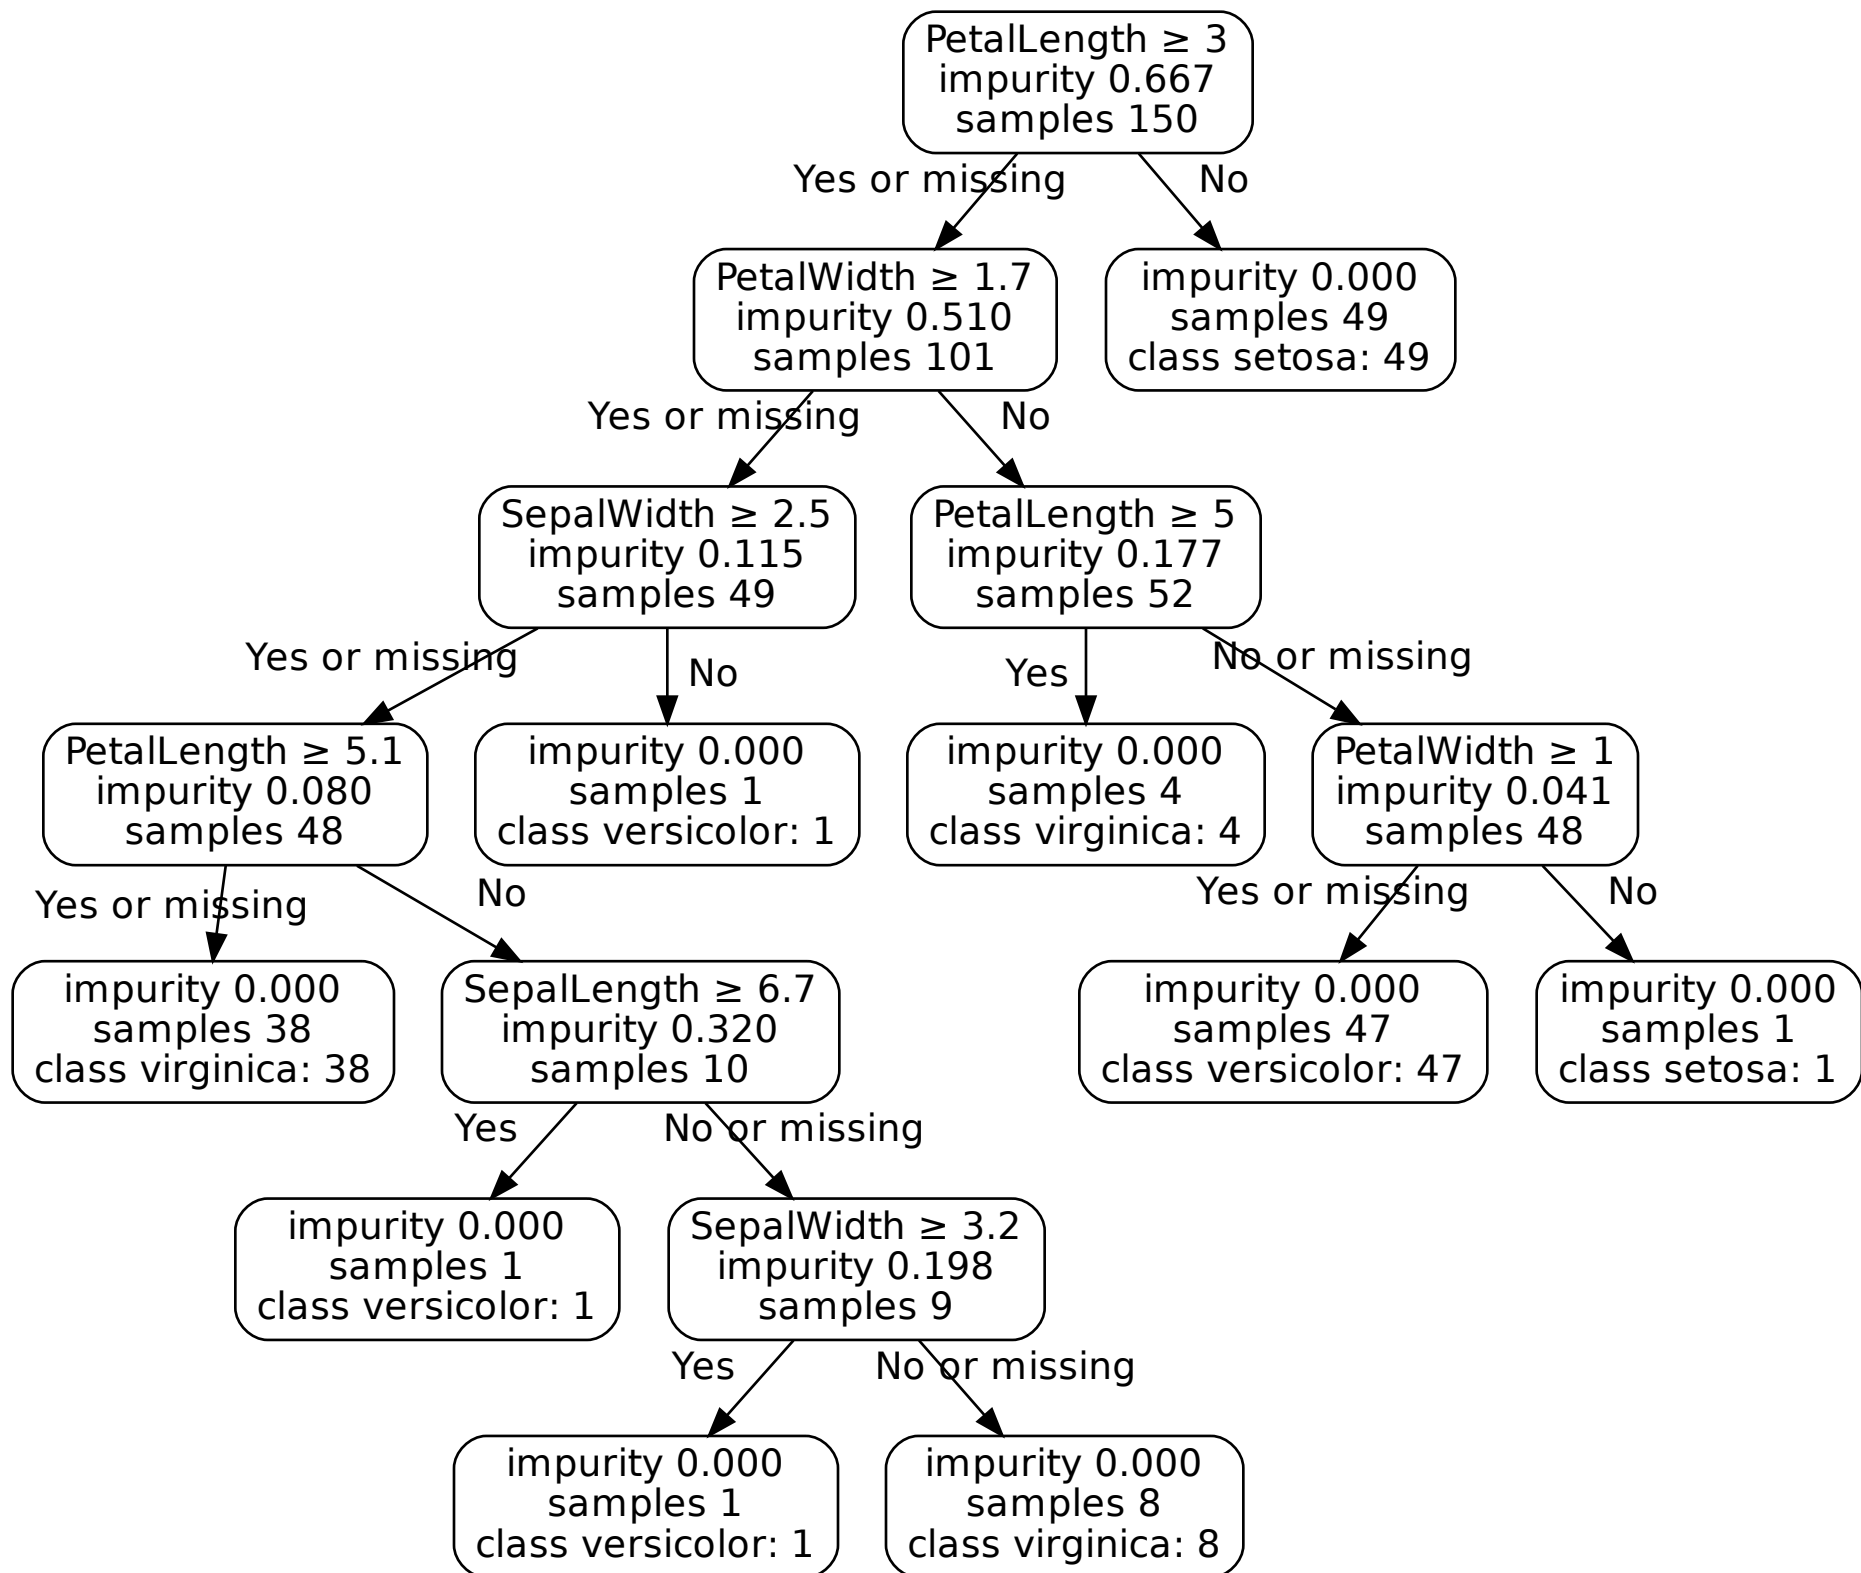 PetalLength ≥ 3
impurity 0.667
samples 150
Yes or missing
No
PetalWidth ≥ 1.7
impurity 0.510
samples 101
impurity 0.000
samples 49
class setosa: 49
Yes or missing
No
SepalWidth ≥ 2.5
impurity 0.115
samples 49
PetalLength ≥ 5
impurity 0.177
samples 52
Yes or missing
No
Yes
No or missing
PetalLength ≥ 5.1
impurity 0.080
samples 48
impurity 0.000
samples 1
class versicolor: 1
impurity 0.000
samples 4
class virginica: 4
PetalWidth ≥ 1
impurity 0.041
samples 48
Yes or missing
No
Yes or missing
No
impurity 0.000
samples 38
class virginica: 38
SepalLength ≥ 6.7
impurity 0.320
samples 10
impurity 0.000
samples 47
class versicolor: 47
impurity 0.000
samples 1
class setosa: 1
Yes
No or missing
impurity 0.000
samples 1
class versicolor: 1
SepalWidth ≥ 3.2
impurity 0.198
samples 9
Yes
No or missing
impurity 0.000
samples 1
class versicolor: 1
impurity 0.000
samples 8
class virginica: 8